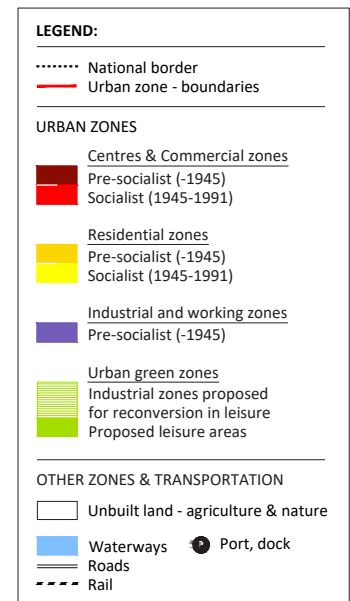 LEGEND:
National border
Urban zone - boundaries
URBAN ZONES
Centres & Commercial zones
Pre-socialist (-1945)
Socialist (1945-1991)
Residential zones
Pre-socialist (-1945)
Socialist (1945-1991)
Industrial and working zones
Pre-socialist (-1945)
Urban green zones
Industrial zones proposed
for reconversion in leisure
Proposed leisure areas
OTHER ZONES & TRANSPORTATION
Unbuilt land - agriculture & nature
Waterways P Port, dock
Roads
Rail